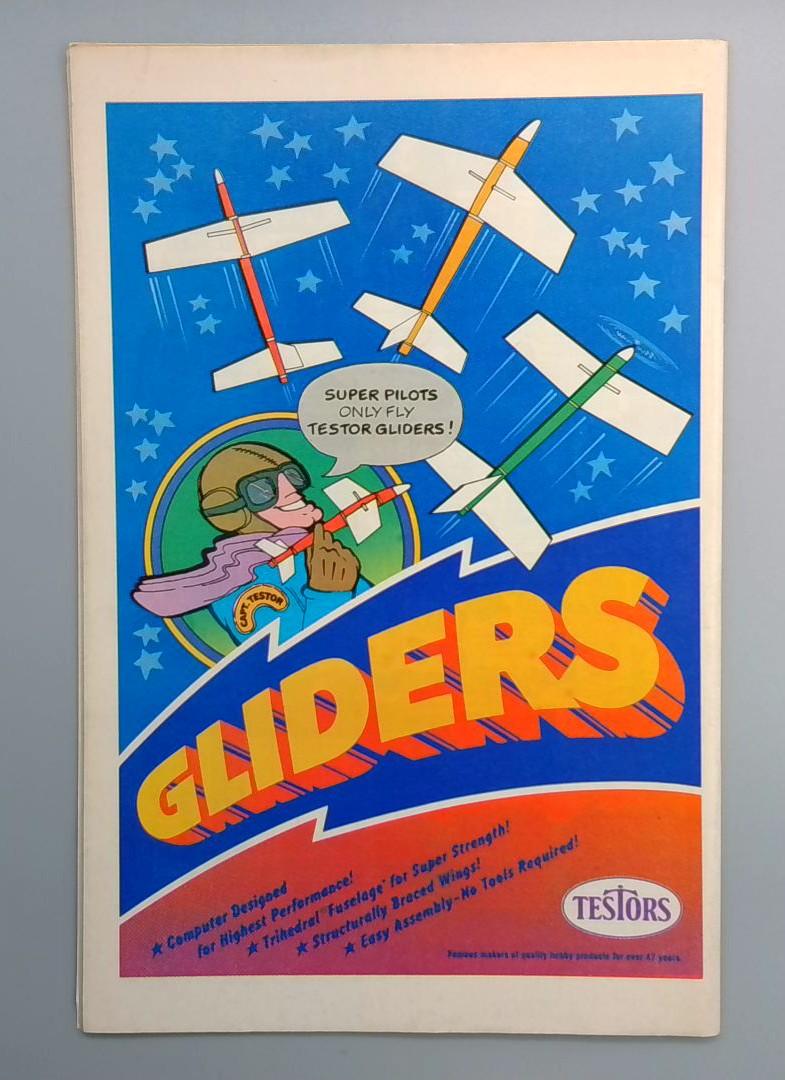 SUPER PILOTS
ONLY FLY
TESTOR GLIDERS!
CAPT. TESTOR
GLIDERS
★ Computer Designed
for Highest Performance!
★ Trihedral Fuselage for Super Strength!
★ Structurally Braced Wings!
★ Easy Assembly–No Tools Required!
TESTORS
Famous makers of quality hobby products for over 47 years.